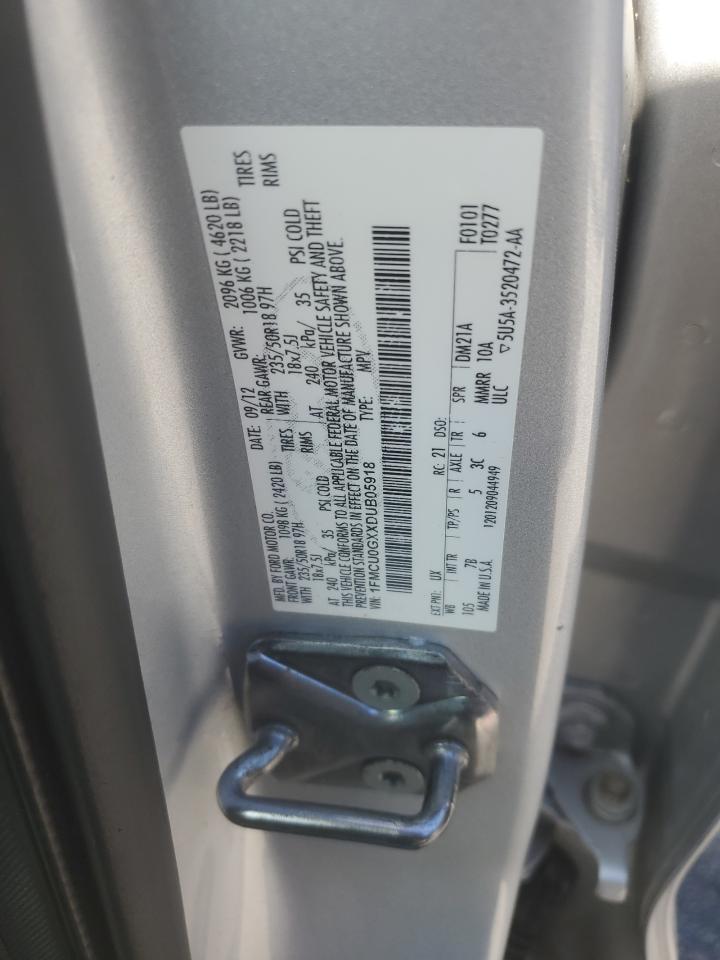 MFD. BY FORD MOTOR CO. DATE: 09/12 GVWR: 2096 KG ( 4620 LB)
FRONT GAWR: 1098 KG (2420 LB) REAR GAWR: 1006 KG ( 2218 LB)
WITH 235/50R18 97H TIRES WITH 235/50R18 97H TIRES
18x7.5J RIMS 18x7.5J RIMS
AT 240 kPa/ 35 PSI COLD AT 240 kPa/ 35 PSI COLD
THIS VEHICLE CONFORMS TO ALL APPLICABLE FEDERAL MOTOR VEHICLE SAFETY AND THEFT
PREVENTION STANDARDS IN EFFECT ON THE DATE OF MANUFACTURE SHOWN ABOVE.
VIN: 1FMCU0GXXDUB05918 TYPE: MPV
F0101
T0277
EXT PNT: UX RC: 21 DSO:
WB INT TR TP/PS R AXLE TR SPR DM21A
105 7B 5 3C 6 MMRR 10A
MADE IN U.S.A. 1201209044949 ULC ▽5U5A-3520472-AA